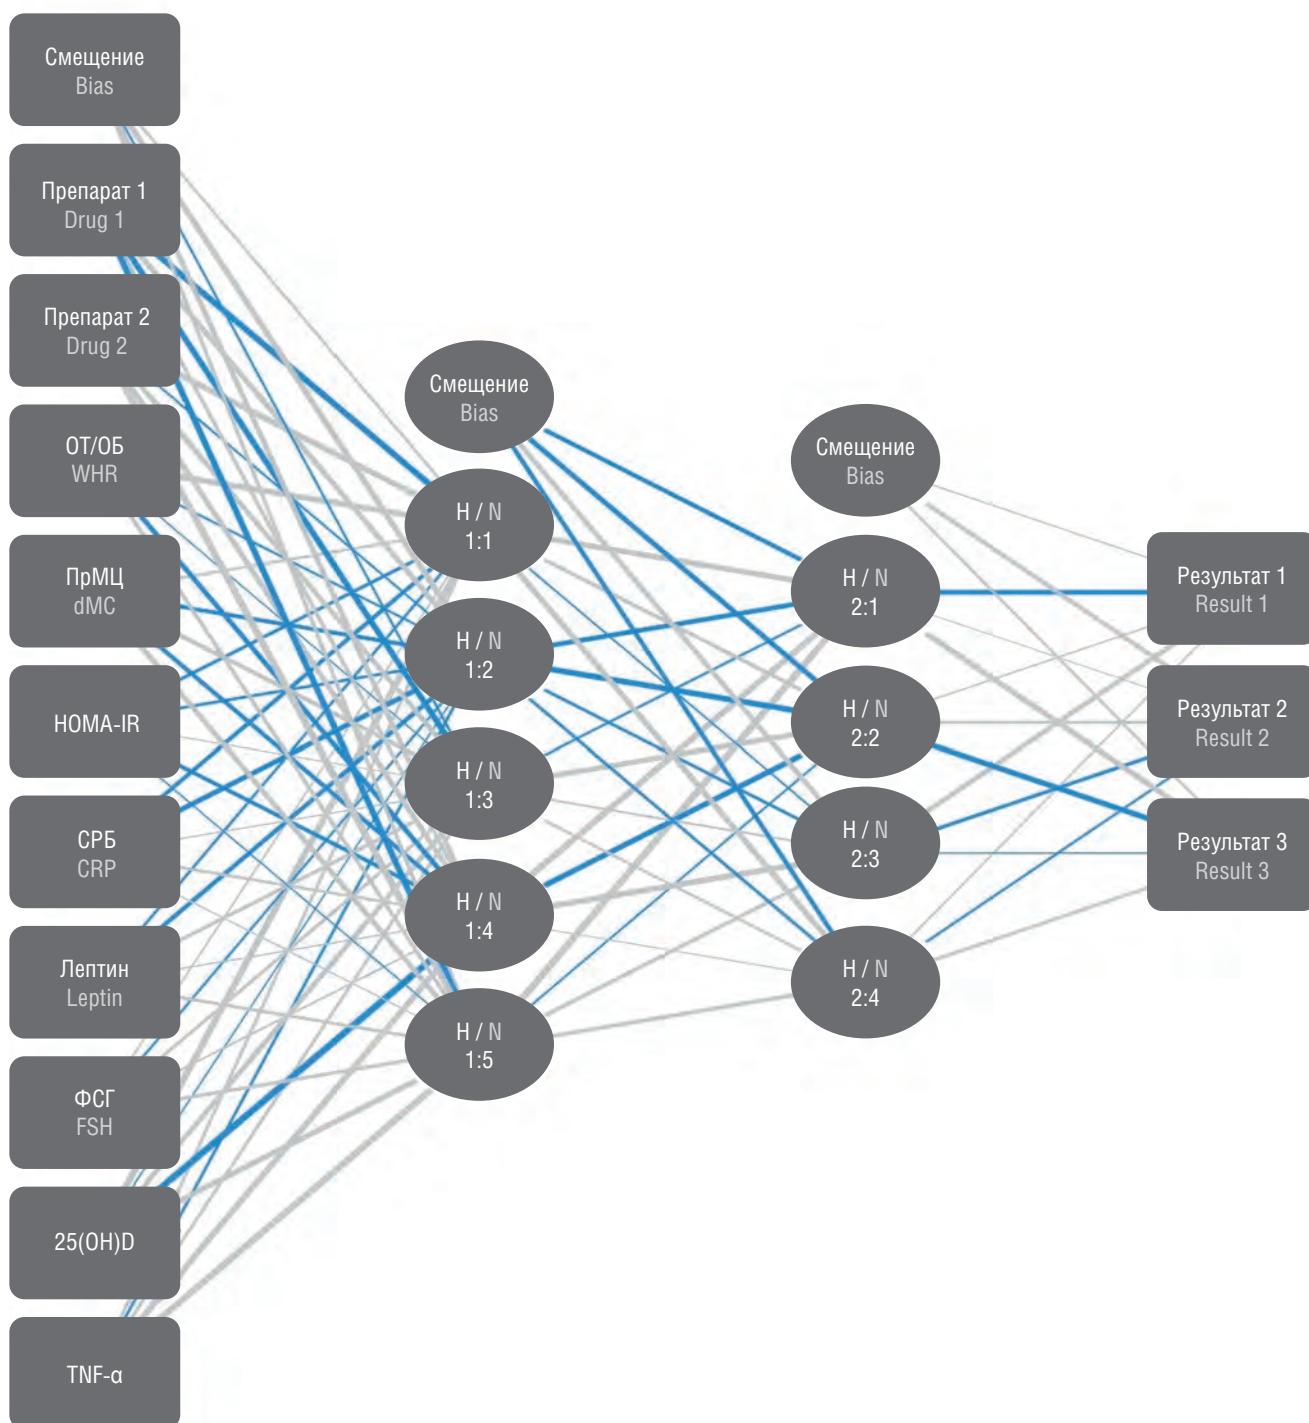 Смещение
Bias
Препарат 1
Drug 1
Препарат 2
Drug 2
ОТ/ОБ
WHR
ПрМЦ
dMC
HOMA-IR
СРБ
CRP
Лептин
Leptin
ФСГ
FSH
25(OH)D
TNF-α
Смещение
Bias
Н / N
1:1
Н / N
1:2
Н / N
1:3
Н / N
1:4
Н / N
1:5
Смещение
Bias
Н / N
2:1
Н / N
2:2
Н / N
2:3
Н / N
2:4
Результат 1
Result 1
Результат 2
Result 2
Результат 3
Result 3